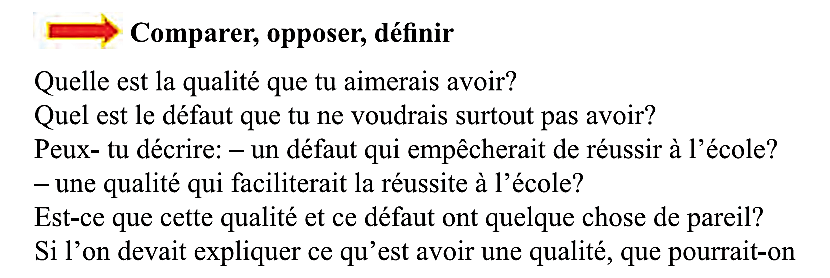 Comparer, opposer, définir
Quelle est la qualité que tu aimerais avoir?
Quel est le défaut que tu ne voudrais surtout pas avoir?
Peux- tu décrire: – un défaut qui empêcherait de réussir à l’école?
– une qualité qui faciliterait la réussite à l’école?
Est-ce que cette qualité et ce défaut ont quelque chose de pareil?
Si l’on devait expliquer ce qu’est avoir une qualité, que pourrait-on